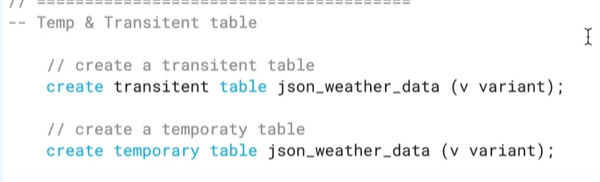 // =======================================
-- Temp & Transitent table
// create a transitent table
create transitent table json_weather_data (v variant);
// create a temporaty table
create temporary table json_weather_data (v variant);